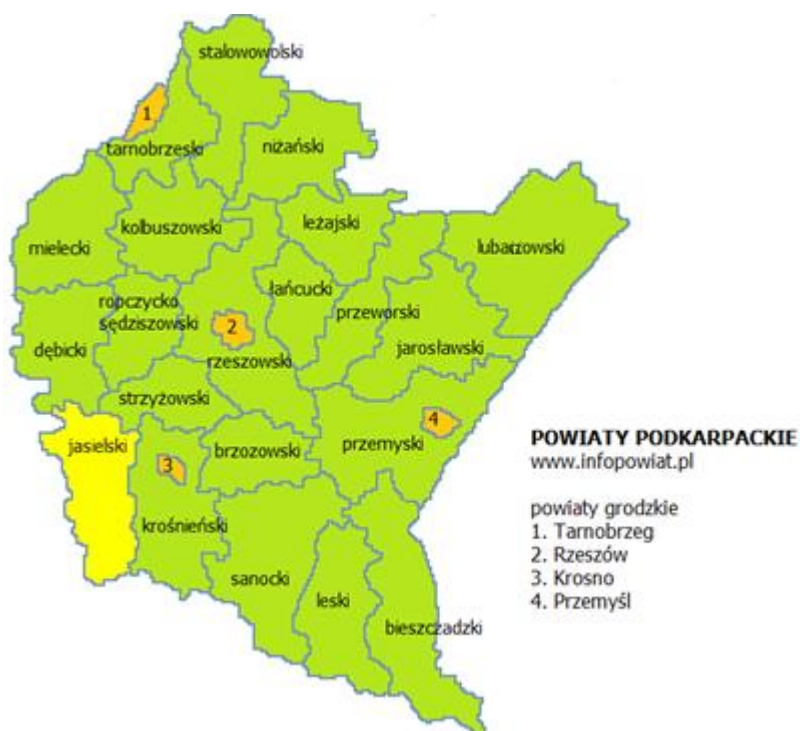 stalowowolski
1
tarnobrzeski
niżański
kolbuszowski
leżajski
mielecki
lubaczowski
łańcucki
ropczycko
sędziszowski
2
przeworski
dębicki
rzeszowski
jarosławski
strzyżowski
4
jasielski
brzozowski
przemyski
3
krośnieński
sanocki
leski
bieszczadzki
POWIATY PODKARPACKIE
www.infopowiat.pl
powiaty grodzkie
1. Tarnobrzeg
2. Rzeszów
3. Krosno
4. Przemyśl